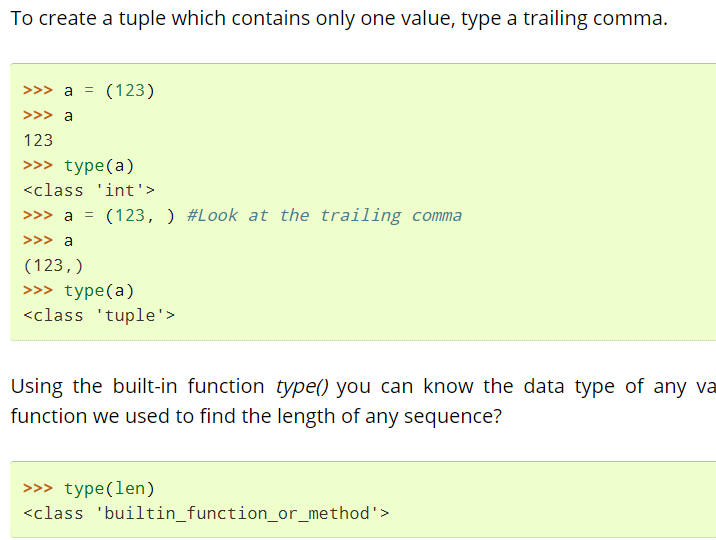 To create a tuple which contains only one value, type a trailing comma.
>>> a = (123)
>>> a
123
>>> type(a)
<class 'int'>
>>> a = (123, ) #Look at the trailing comma
>>> a
(123,)
>>> type(a)
<class 'tuple'>
Using the built-in function type() you can know the data type of any va
function we used to find the length of any sequence?
>>> type(len)
<class 'builtin_function_or_method'>